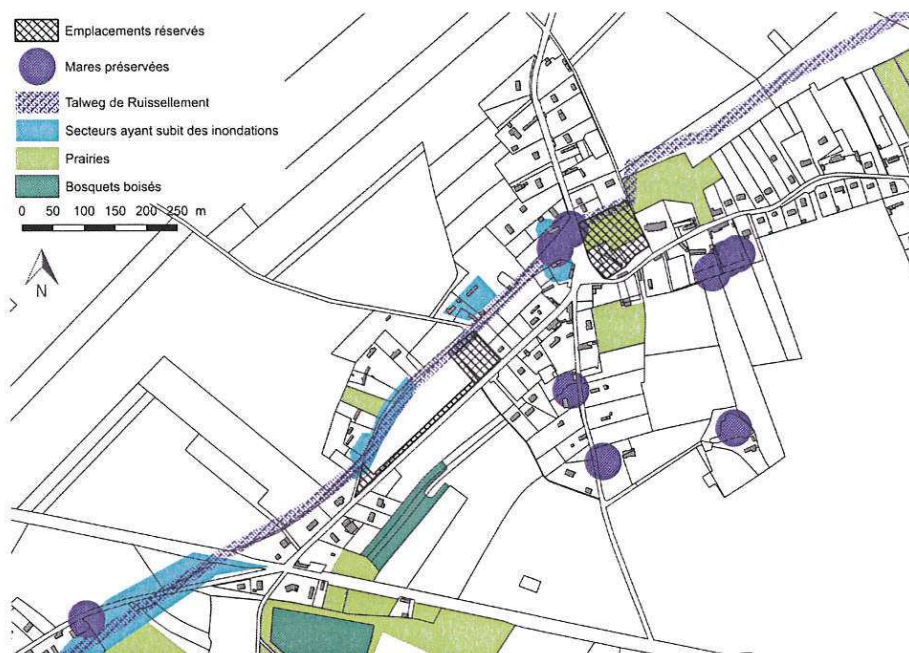 Emplacements réservés
Mares préservées
Talweg de Ruissellement
Secteurs ayant subit des inondations
Prairies
Bosquets boisés
0 50 100 150 200 250 m
N